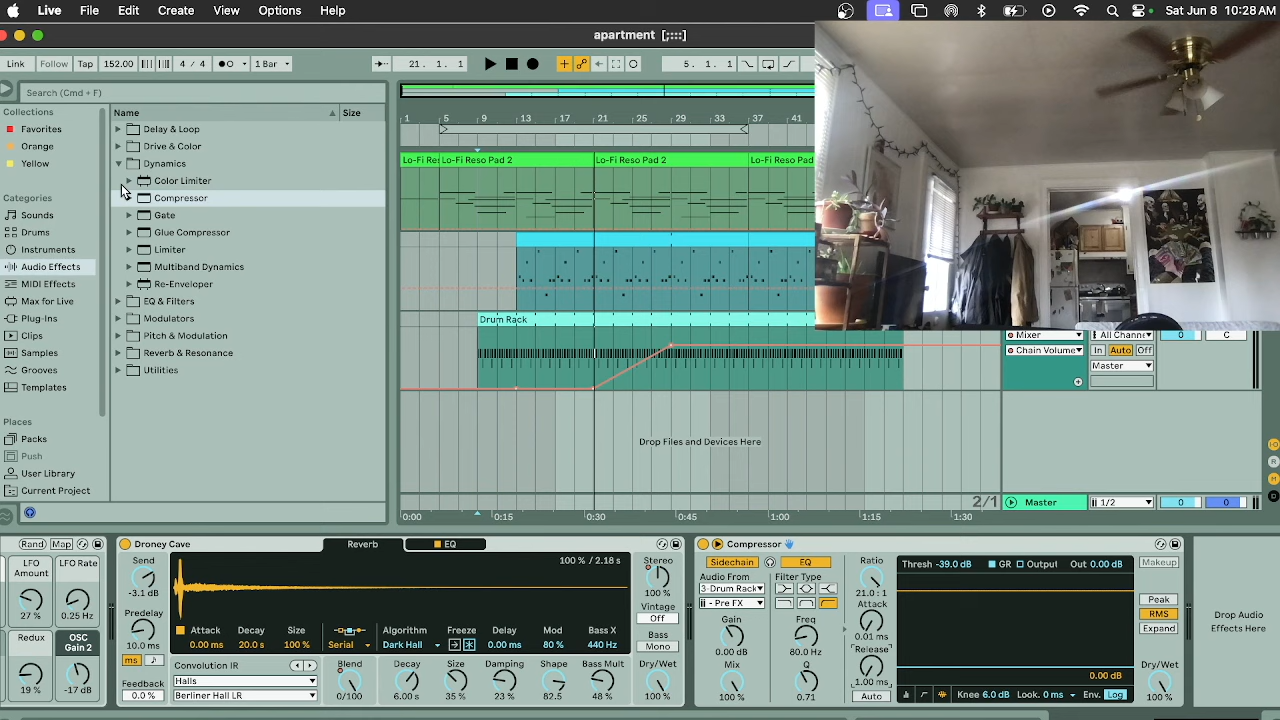 Live File Edit Create View Options Help Sat Jun 8 10:28 AM
apartment
Link Follow Tap 152.00 4 / 4 1 Bar 21. 1. 1 5. 1. 1
Search (Cmd + F)
Collections
Favorites
Orange
Yellow
Categories
Sounds
Drums
Instruments
Audio Effects
MIDI Effects
Max for Live
Plug-Ins
Clips
Samples
Grooves
Templates
Places
Packs
Push
User Library
Current Project
Name Size
Delay & Loop
Drive & Color
Dynamics
Color Limiter
Compressor
Gate
Glue Compressor
Limiter
Multiband Dynamics
Re-Enveloper
EQ & Filters
Modulators
Pitch & Modulation
Reverb & Resonance
Utilities
1 5 9 13 17 21 25 29 33 37 41
Lo-Fi Res Lo-Fi Reso Pad 2 Lo-Fi Reso Pad 2 Lo-Fi Reso Pad 2
Drum Rack
Drop Files and Devices Here
2/1
0:00 0:15 0:30 0:45 1:00 1:15 1:30
Mixer All Channe 0 C
Chain Volume In Auto Off
Master
Master 1/2 0 0
Rand Map
LFO Amount LFO Rate
27 % 0.25 Hz
Redux OSC Gain 2
19 % -17 dB
Droney Cave Reverb EQ
Send
-3.1 dB
Predelay
10.0 ms
ms
Feedback
0.0 %
100 % / 2.18 s
Attack Decay Size Algorithm Freeze Delay Mod Bass X
0.00 ms 20.0 s 100 % Serial Dark Hall 0.00 ms 80 % 440 Hz
Convolution IR
Halls
Berliner Hall LR
Blend Decay Size Damping Shape Bass Mult
0/100 6.00 s 35 % 23 % 82.5 48 %
Stereo
100 %
Vintage
Off
Bass
Mono
Dry/Wet
100 %
Compressor
Sidechain EQ
Audio From Filter Type
3-Drum Rack
- Pre FX
Gain Freq
0.00 dB 80.0 Hz
Mix Q
100 % 0.71
Ratio
21.0 : 1
Attack
0.01 ms
Release
1.00 ms
Auto
Thresh -39.0 dB GR Output Out 0.00 dB
0.00 dB
Knee 6.0 dB Look. 0 ms Env. Log
Makeup
Peak
RMS
Expand
Dry/Wet
100 %
Drop Audio
Effects Here